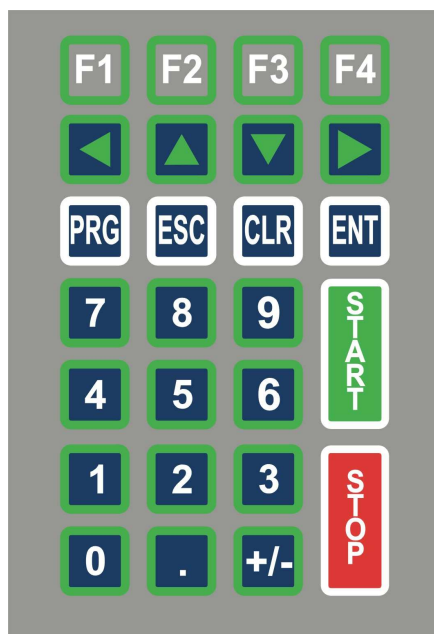 F1 F2 F3 F4
PRG ESC CLR ENT
7 8 9
START
4 5 6
1 2 3
STOP
0 . +/-